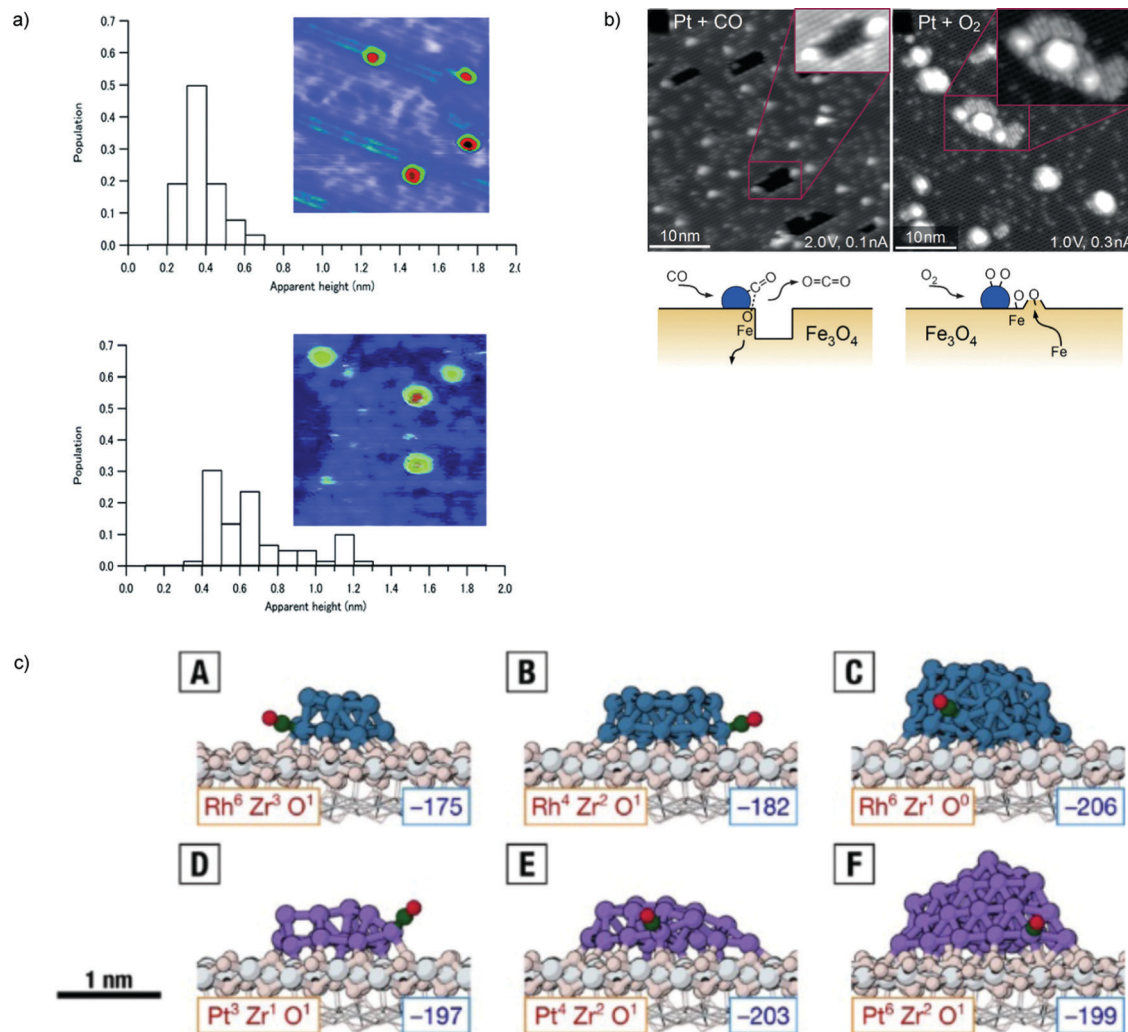 a)
0.7
0.6
0.5
0.4
0.3
0.2
0.1
0.0
Population
0.0 0.2 0.4 0.6 0.8 1.0 1.2 1.4 1.6 1.8 2.0
Apparent height (nm)
0.7
0.6
0.5
0.4
0.3
0.2
0.1
0.0
Population
0.0 0.2 0.4 0.6 0.8 1.0 1.2 1.4 1.6 1.8 2.0
Apparent height (nm)
b)
Pt + CO
10nm
2.0V, 0.1nA
Pt + O₂
10nm
1.0V, 0.3nA
CO
C=O
O=C=O
O
Fe
Fe₃O₄
O₂
O O
O
O
Fe
Fe₃O₄
Fe
c)
A
Rh⁶ Zr³ O¹
−175
B
Rh⁴ Zr² O¹
−182
C
Rh⁶ Zr¹ O⁰
−206
D
Pt³ Zr¹ O¹
−197
E
Pt⁴ Zr² O¹
−203
F
Pt⁶ Zr² O¹
−199
1 nm